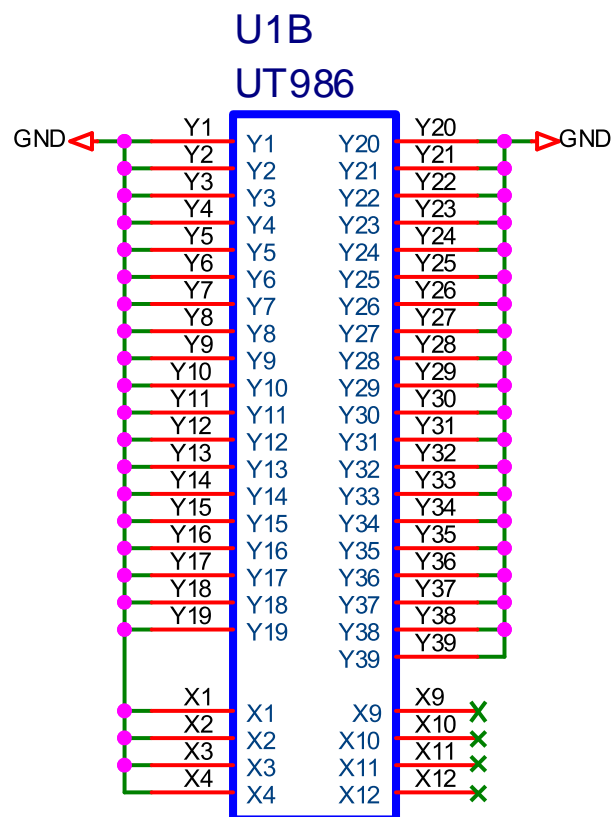 U1B
UT986
GND Y1 Y1 Y20 Y20 GND
Y2 Y2 Y21 Y21
Y3 Y3 Y22 Y22
Y4 Y4 Y23 Y23
Y5 Y5 Y24 Y24
Y6 Y6 Y25 Y25
Y7 Y7 Y26 Y26
Y8 Y8 Y27 Y27
Y9 Y9 Y28 Y28
Y10 Y10 Y29 Y29
Y11 Y11 Y30 Y30
Y12 Y12 Y31 Y31
Y13 Y13 Y32 Y32
Y14 Y14 Y33 Y33
Y15 Y15 Y34 Y34
Y16 Y16 Y35 Y35
Y17 Y17 Y36 Y36
Y18 Y18 Y37 Y37
Y19 Y19 Y38 Y38
Y39 Y39
X1 X1 X9 X9
X2 X2 X10 X10
X3 X3 X11 X11
X4 X4 X12 X12